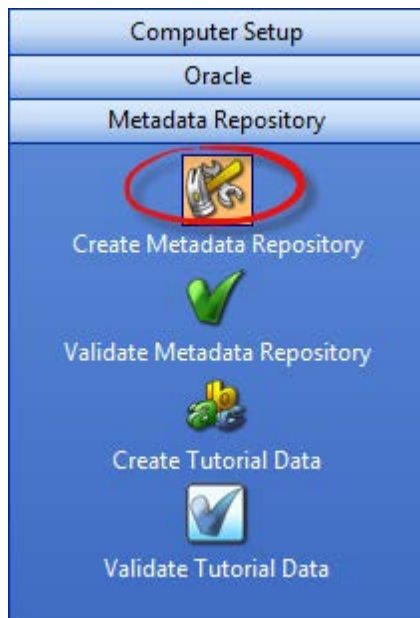 Computer Setup
Oracle
Metadata Repository
Create Metadata Repository
Validate Metadata Repository
Create Tutorial Data
Validate Tutorial Data